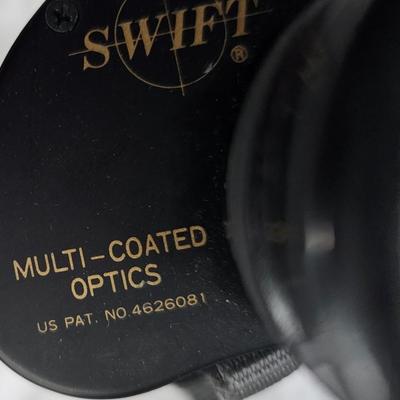 SWIFT®
MULTI-COATED
OPTICS
US PAT. NO. 4626081